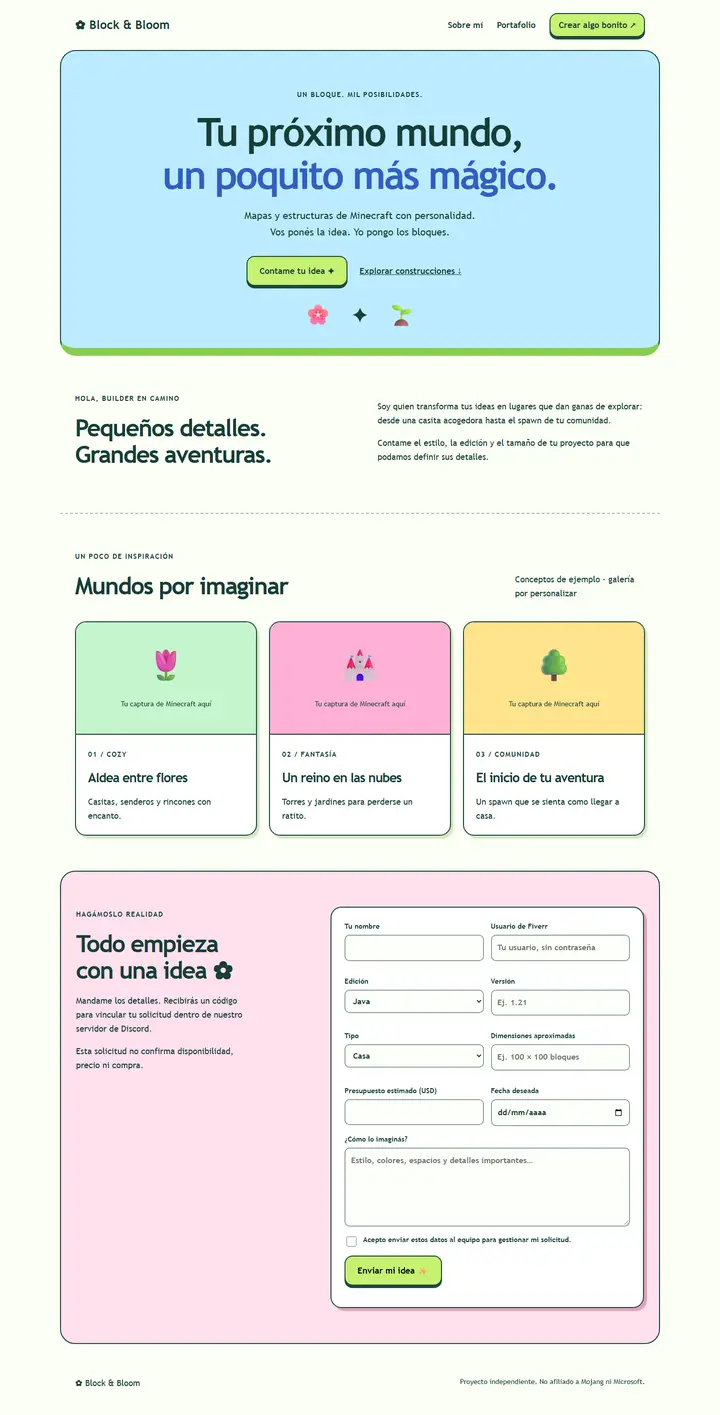 ✿ Block & Bloom
Sobre mí
Portafolio
Crear algo bonito ↗
UN BLOQUE. MIL POSIBILIDADES.
Tu próximo mundo,
un poquito más mágico.
Mapas y estructuras de Minecraft con personalidad.
Vos ponés la idea. Yo pongo los bloques.
Contame tu idea ✦
Explorar construcciones ↓
HOLA, BUILDER EN CAMINO
Pequeños detalles.
Grandes aventuras.
Soy quien transforma tus ideas en lugares que dan ganas de explorar:
desde una casita acogedora hasta el spawn de tu comunidad.
Contame el estilo, la edición y el tamaño de tu proyecto para que
podamos definir sus detalles.
UN POCO DE INSPIRACIÓN
Mundos por imaginar
Conceptos de ejemplo · galería
por personalizar
Tu captura de Minecraft aquí
01 / COZY
Aldea entre flores
Casitas, senderos y rincones con
encanto.
Tu captura de Minecraft aquí
02 / FANTASÍA
Un reino en las nubes
Torres y jardines para perderse un
ratito.
Tu captura de Minecraft aquí
03 / COMUNIDAD
El inicio de tu aventura
Un spawn que se sienta como llegar a
casa.
HAGÁMOSLO REALIDAD
Todo empieza
con una idea ✿
Mandame los detalles. Recibirás un código
para vincular tu solicitud dentro de nuestro
servidor de Discord.
Esta solicitud no confirma disponibilidad,
precio ni compra.
Tu nombre
Usuario de Fiverr
Tu usuario, sin contraseña
Edición
Versión
Java
Ej. 1.21
Tipo
Dimensiones aproximadas
Casa
Ej. 100 × 100 bloques
Presupuesto estimado (USD)
Fecha deseada
dd/mm/aaaa
¿Cómo lo imaginás?
Estilo, colores, espacios y detalles importantes…
Acepto enviar estos datos al equipo para gestionar mi solicitud.
Enviar mi idea ✨
✿ Block & Bloom
Proyecto independiente. No afiliado a Mojang ni Microsoft.